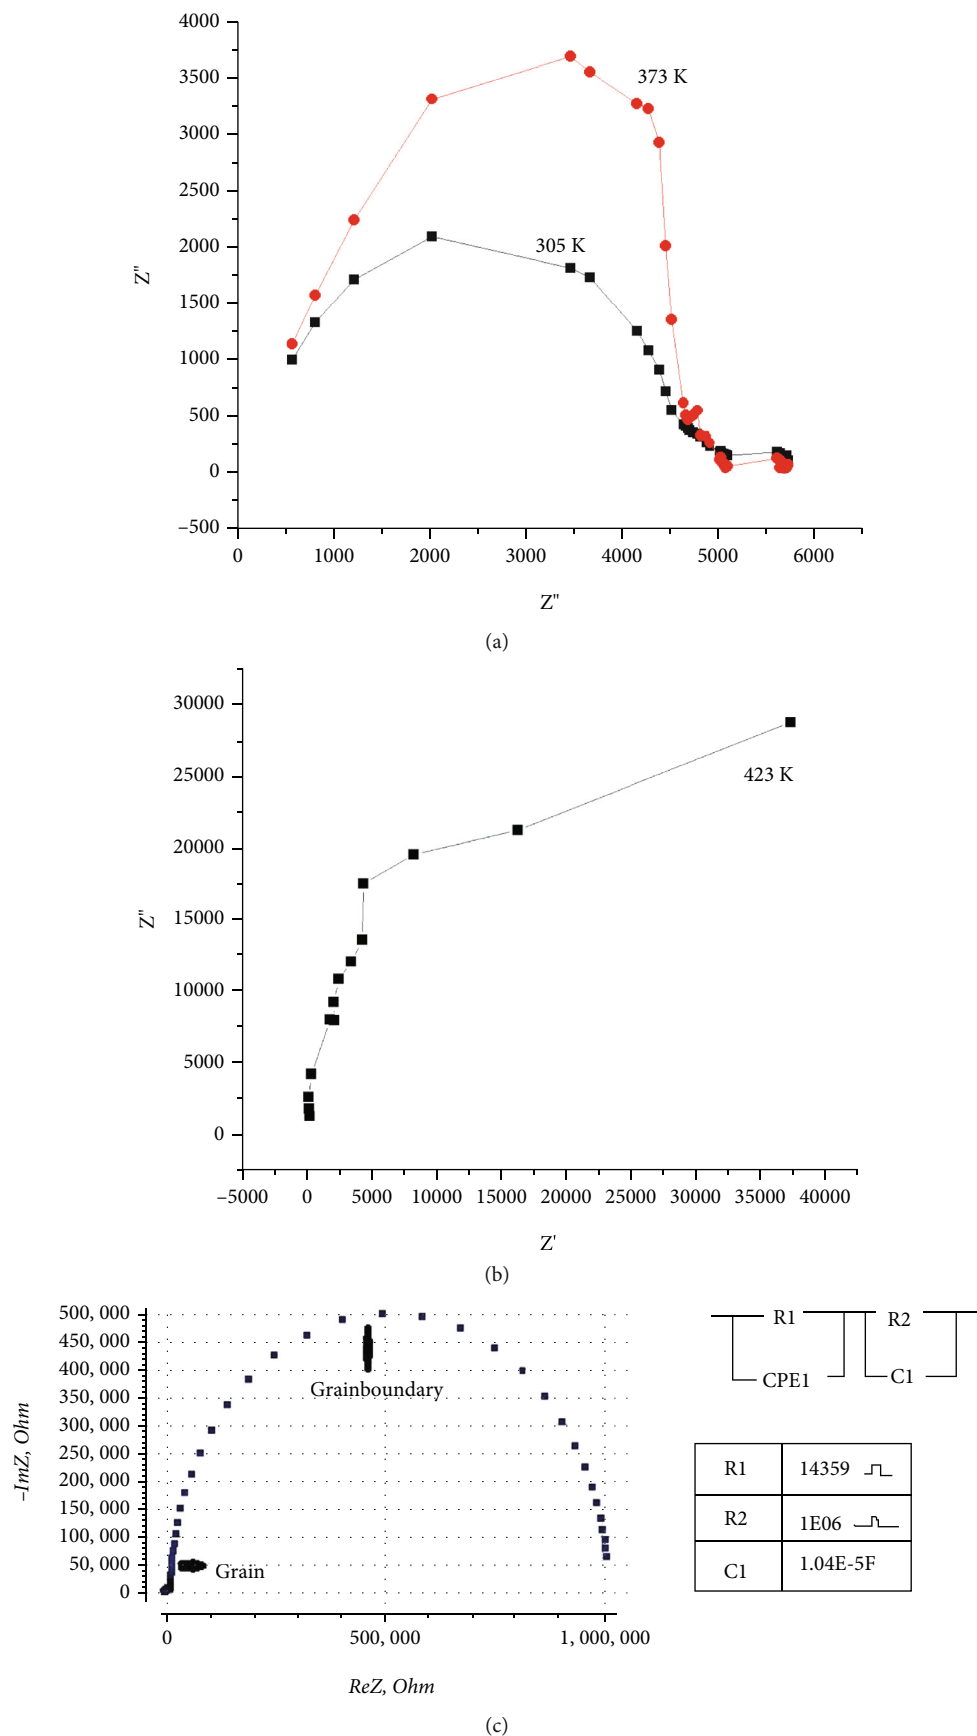 4000
3500
3000
2500
2000
1500
1000
500
0
–500
Z"
373 K
305 K
0 1000 2000 3000 4000 5000 6000
Z"
(a)
30000
25000
20000
15000
10000
5000
0
Z"
423 K
–5000 0 5000 10000 15000 20000 25000 30000 35000 40000
Z'
(b)
500, 000
450, 000
400, 000
350, 000
300, 000
250, 000
200, 000
150, 000
100, 000
50, 000
0
–ImZ, Ohm
Grainboundary
Grain
0 500, 000 1, 000, 000
ReZ, Ohm
R1 R2
CPE1 C1
R1 14359
R2 1E06
C1 1.04E-5F
(c)